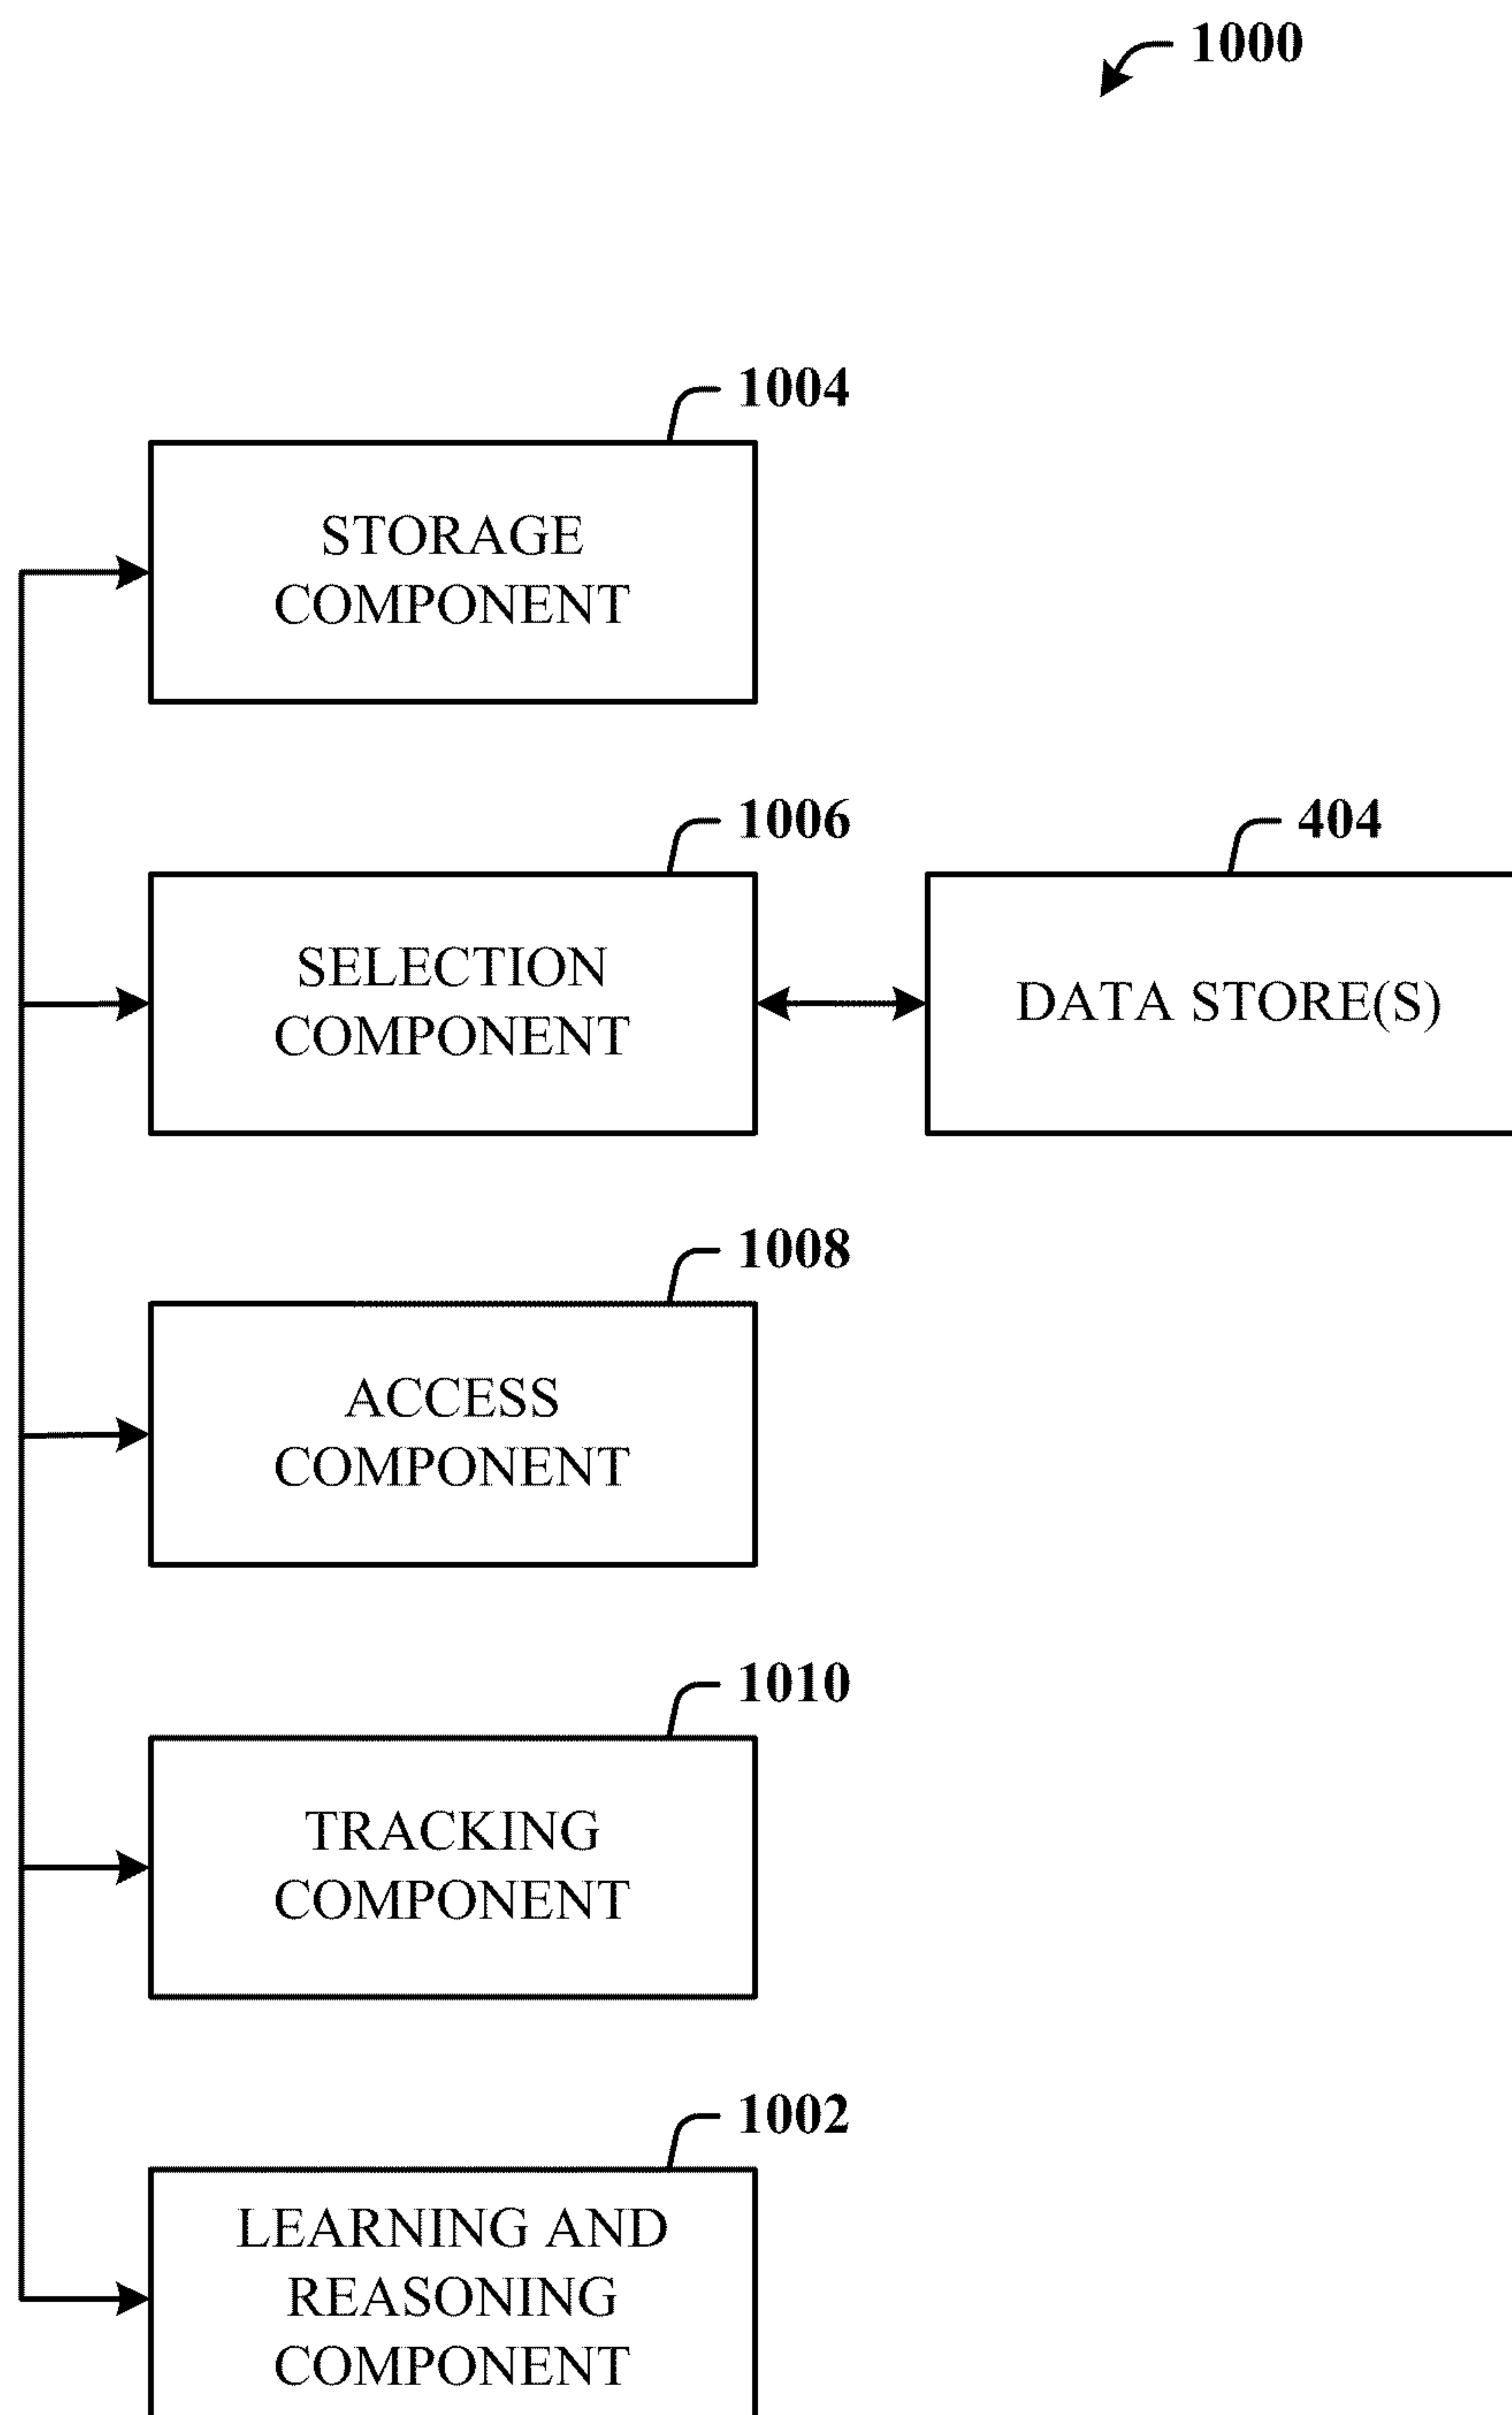 1000
1004
STORAGE
COMPONENT
1006
404
SELECTION
COMPONENT
DATA STORE(S)
1008
ACCESS
COMPONENT
1010
TRACKING
COMPONENT
1002
LEARNING AND
REASONING
COMPONENT